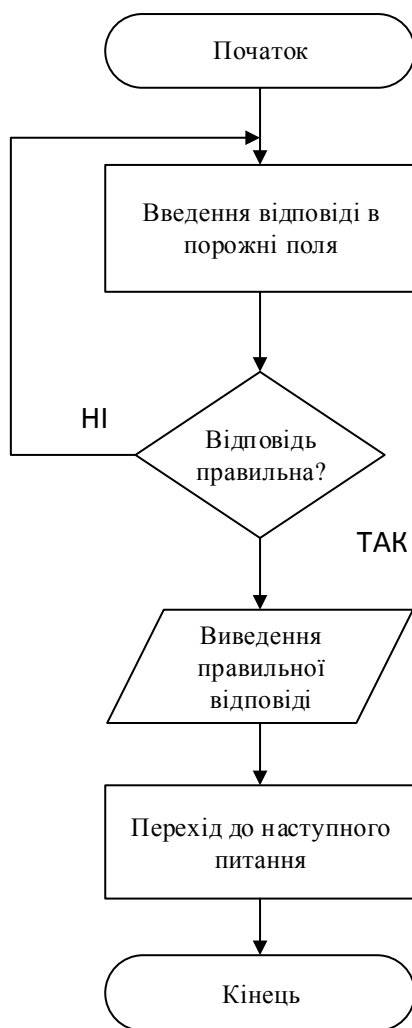 Початок
Введення відповіді в
порожні поля
НІ
Відповідь
правильна?
ТАК
Виведення
правильної
відповіді
Перехід до наступного
питання
Кінець